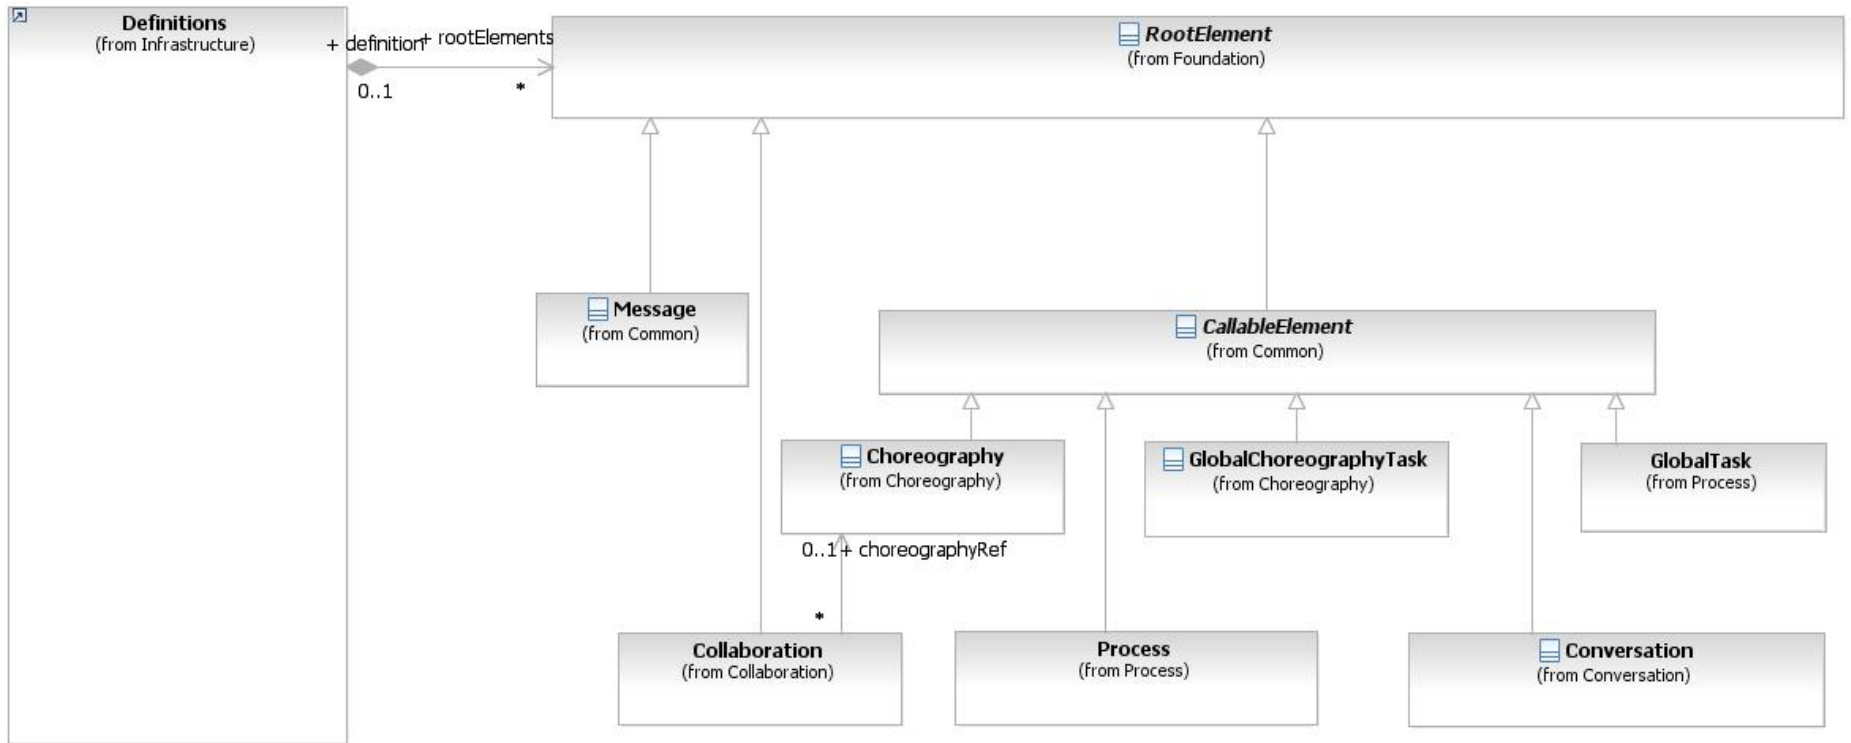 Definitions
(from Infrastructure)
+ definition
+ rootElements
0..1
*
RootElement
(from Foundation)
Message
(from Common)
CallableElement
(from Common)
Choreography
(from Choreography)
GlobalChoreographyTask
(from Choreography)
GlobalTask
(from Process)
0..1
+ choreographyRef
*
Collaboration
(from Collaboration)
Process
(from Process)
Conversation
(from Conversation)